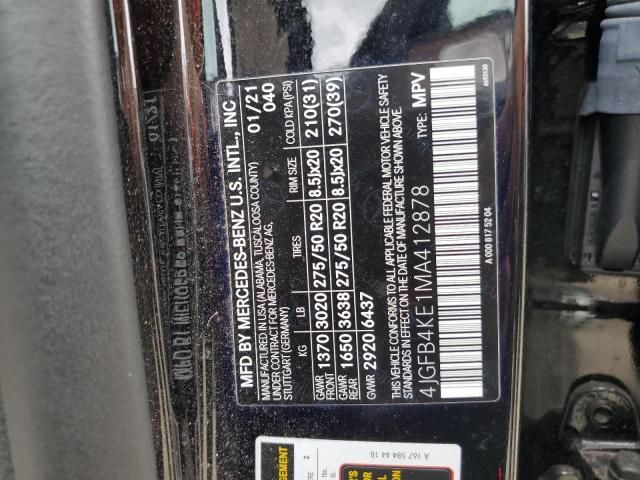 MFD BY MERCEDES-BENZ U.S. INTL., INC
MANUFACTURED IN USA (ALABAMA, TUSCALOOSA COUNTY) 01/21
UNDER CONTRACT FOR MERCEDES-BENZ AG, 040
STUTTGART (GERMANY)
KG LB TIRES RIM SIZE COLD KPA (PSI)
GAWR FRONT 1370 3020 275/50 R20 8.5Jx20 210(31)
GAWR REAR 1650 3638 275/50 R20 8.5Jx20 270(39)
GVWR 2920 6437
THIS VEHICLE CONFORMS TO ALL APPLICABLE FEDERAL MOTOR VEHICLE SAFETY
AND THEFT PREVENTION STANDARDS IN EFFECT ON THE DATE OF MANUFACTURE SHOWN ABOVE.
4JGFB4KE1MA412878 TYPE: MPV
A 000 817 52 04
A 167 584 44 18